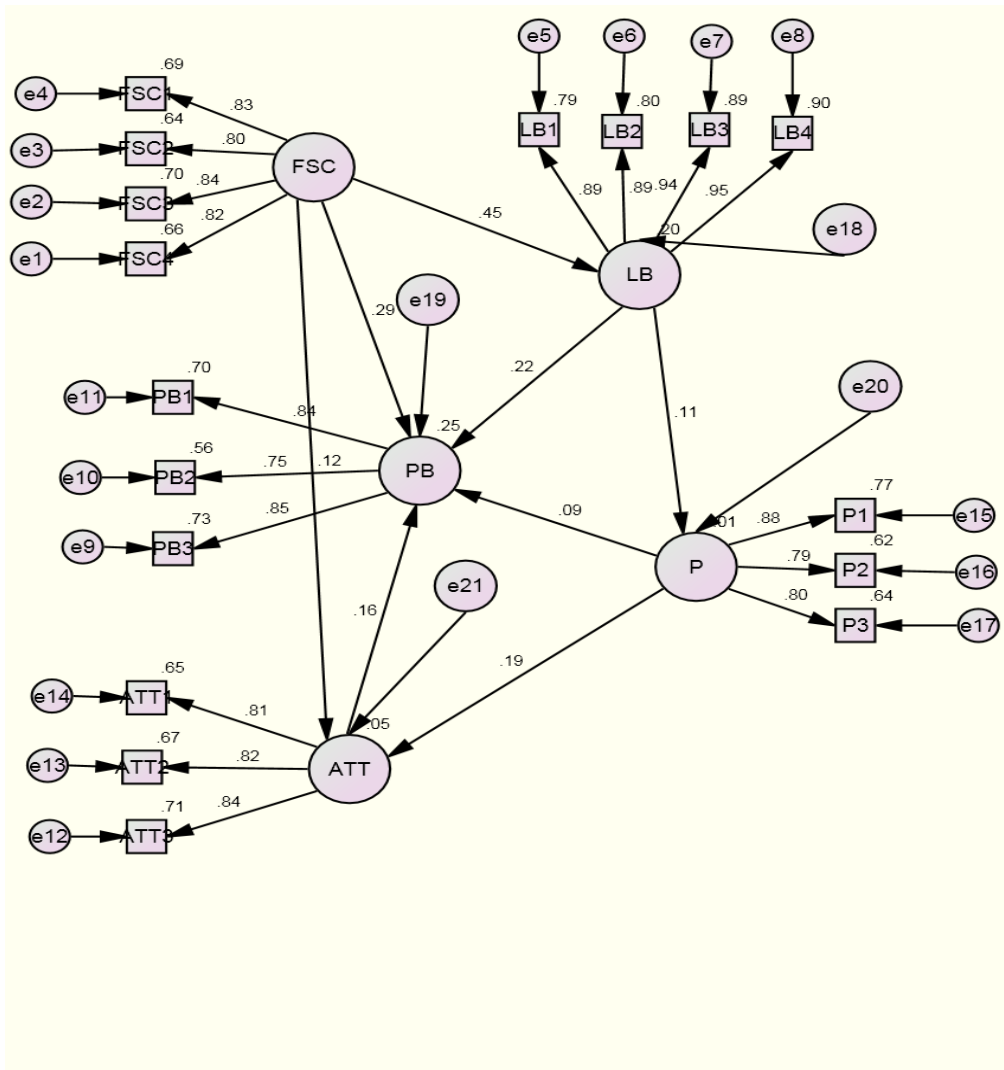 e5 e6 e7 e8
.69
e4 FSC1 .83
.79 .80 .89 .90
.64
LB1 LB2 LB3 LB4
e3 FSC2 .80
FSC
.70 .84
.89 .89 .94 .95
e2 FSC3
.82
.45
.66
.20 e18
e1 FSC4
LB
e19
.29
.22
.70
e20
e11 PB1 .84
.11
.25
.56
.75 .12 PB
e10 PB2
.77
.85
.09
.01 .88 P1 e15
.73
e9 PB3
.62
.79
P P2 e16
e21
.80 .64
.16
P3 e17
.65
.19
e14 ATT1 .81
.05
.67
.82
e13 ATT2
ATT
.71 .84
e12 ATT3